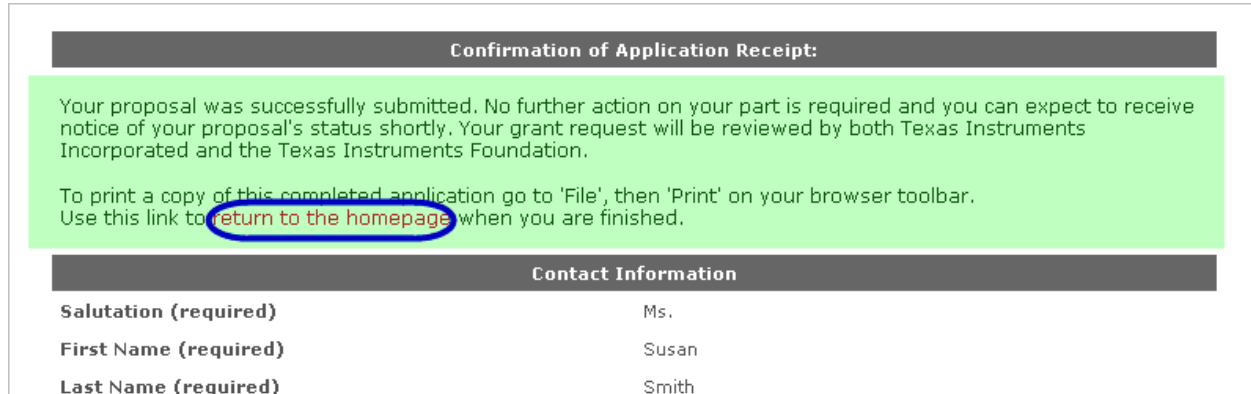 Confirmation of Application Receipt:
Your proposal was successfully submitted. No further action on your part is required and you can expect to receive
notice of your proposal's status shortly. Your grant request will be reviewed by both Texas Instruments
Incorporated and the Texas Instruments Foundation.
To print a copy of this completed application go to 'File', then 'Print' on your browser toolbar.
Use this link to return to the homepage when you are finished.
Contact Information
Salutation (required) Ms.
First Name (required) Susan
Last Name (required) Smith